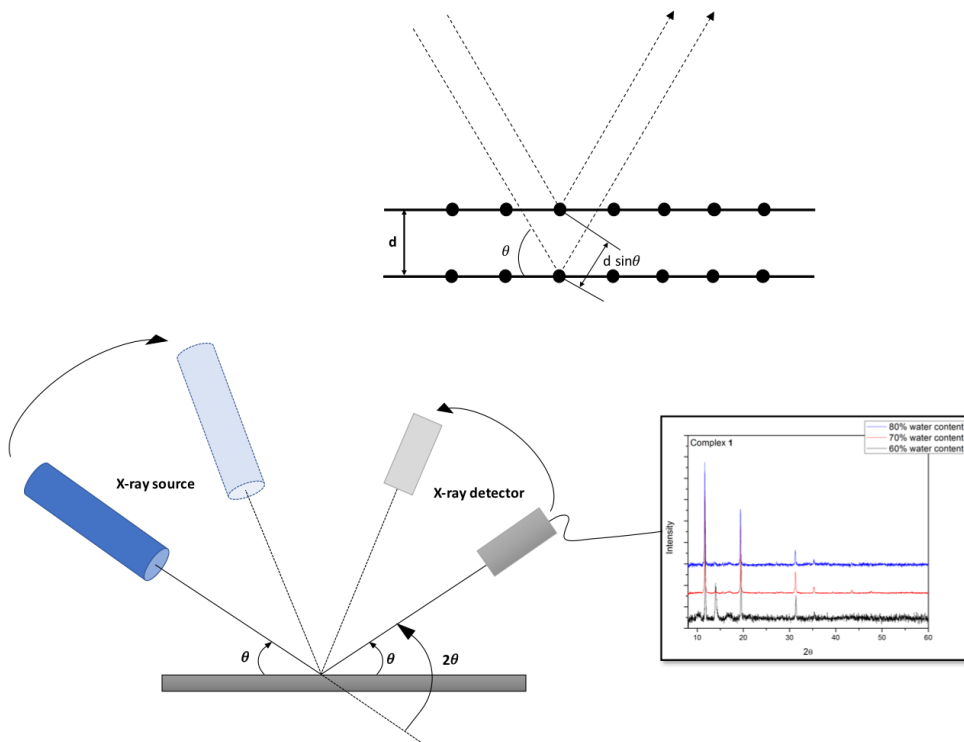 d
θ
d sinθ
X-ray source
X-ray detector
θ
θ
2θ
Complex 1
80% water content
70% water content
60% water content
Intensity
10 20 30 40 50 60
2θ